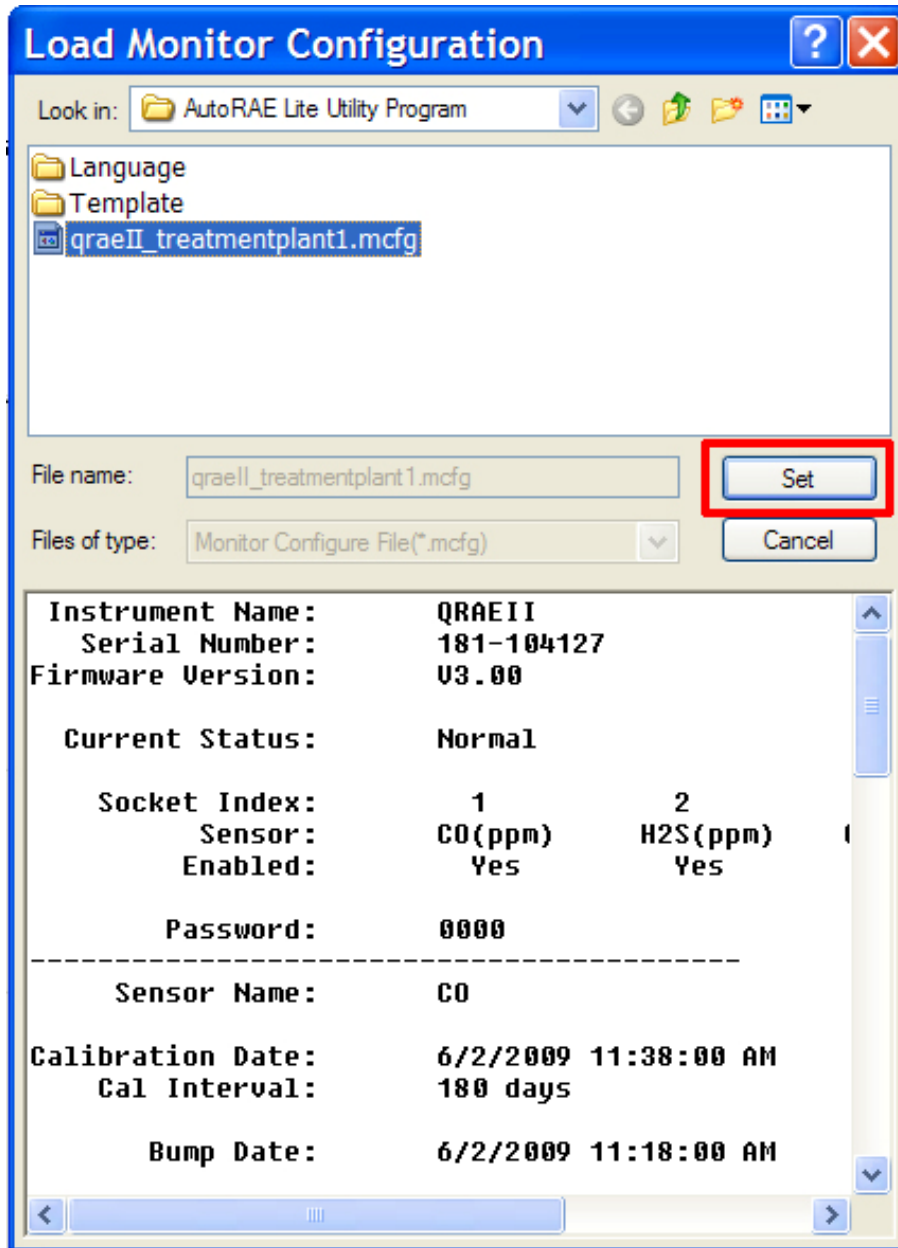 Load Monitor Configuration
Look in: AutoRAE Lite Utility Program
Language
Template
qraeII_treatmentplant1.mcfg
File name: qraeII_treatmentplant1.mcfg Set
Files of type: Monitor Configure File(*.mcfg) Cancel
Instrument Name: QRAEII
Serial Number: 181-104127
Firmware Version: V3.00
Current Status: Normal
Socket Index: 1 2
Sensor: CO(ppm) H2S(ppm)
Enabled: Yes Yes
Password: 0000
------------------------------------------
Sensor Name: CO
Calibration Date: 6/2/2009 11:38:00 AM
Cal Interval: 180 days
Bump Date: 6/2/2009 11:18:00 AM